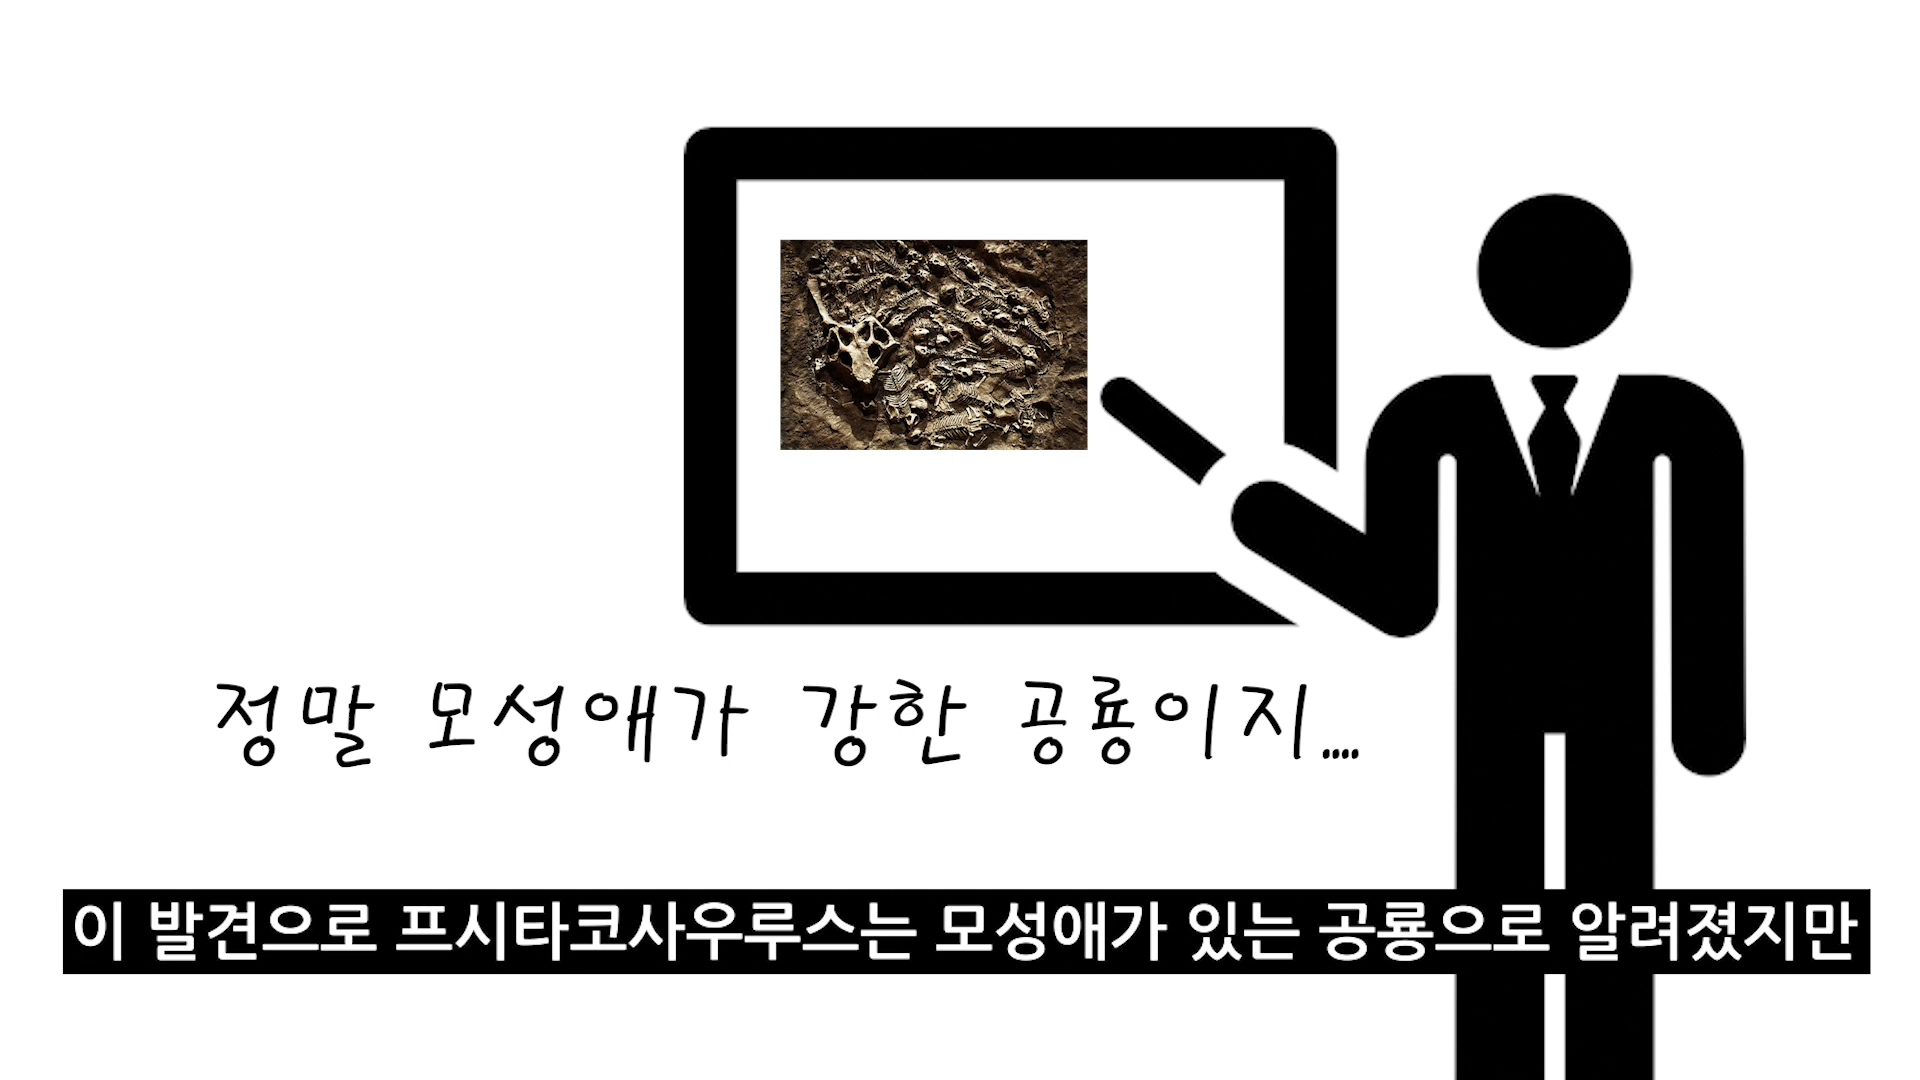 정말 모성애가 강한 공룡이지....
이 발견으로 프시타코사우루스는 모성애가 있는 공룡으로 알려졌지만